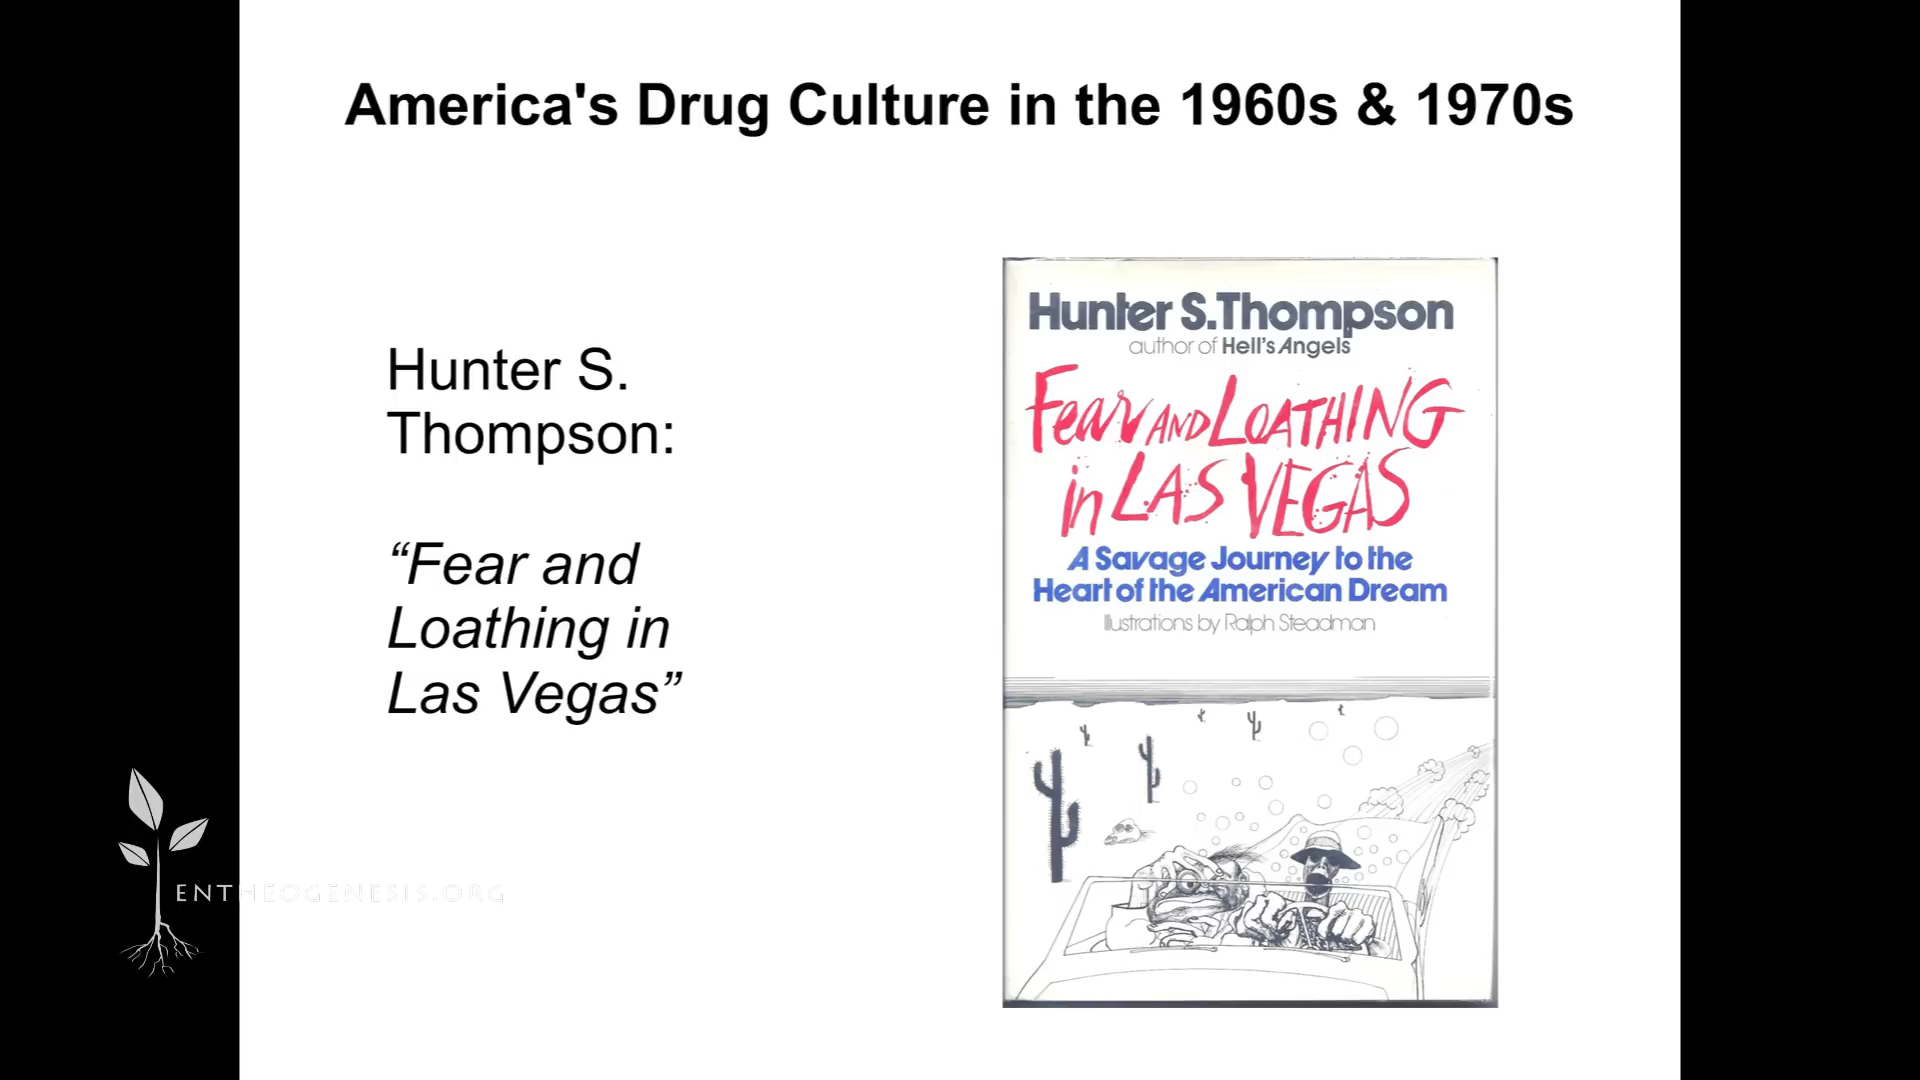 America's Drug Culture in the 1960s & 1970s
Hunter S.
Thompson:
“Fear and
Loathing in
Las Vegas”
Hunter S. Thompson
author of Hell's Angels
Fear AND LOATHING
in LAS VEGAS
A Savage Journey to the
Heart of the American Dream
Illustrations by Ralph Steadman
ENTHEOGENESIS.ORG